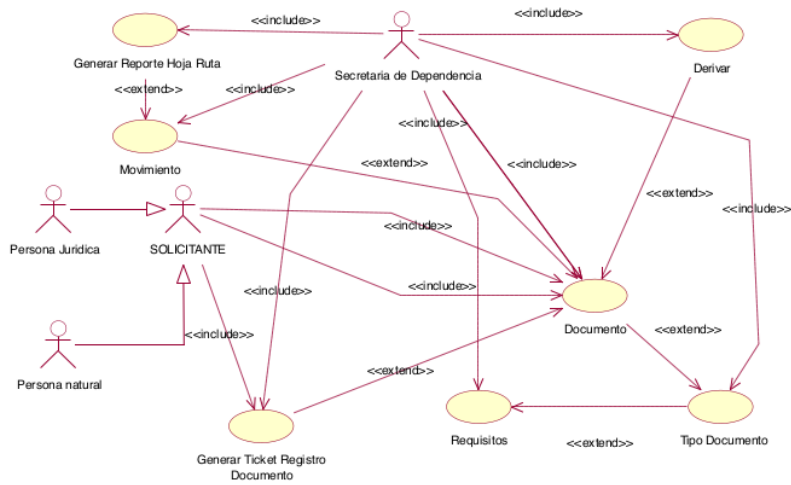 <<include>>
<<include>>
Generar Reporte Hoja Ruta
Secretaria de Dependencia
Derivar
<<extend>>
<<include>>
<<include>>
Movimiento
<<extend>>
<<include>>
<<extend>>
<<include>>
Persona Juridica
SOLICITANTE
<<include>>
<<include>>
<<include>>
<<include>>
Documento
<<extend>>
Persona natural
<<extend>>
Generar Ticket Registro
Documento
Requisitos
<<extend>>
Tipo Documento